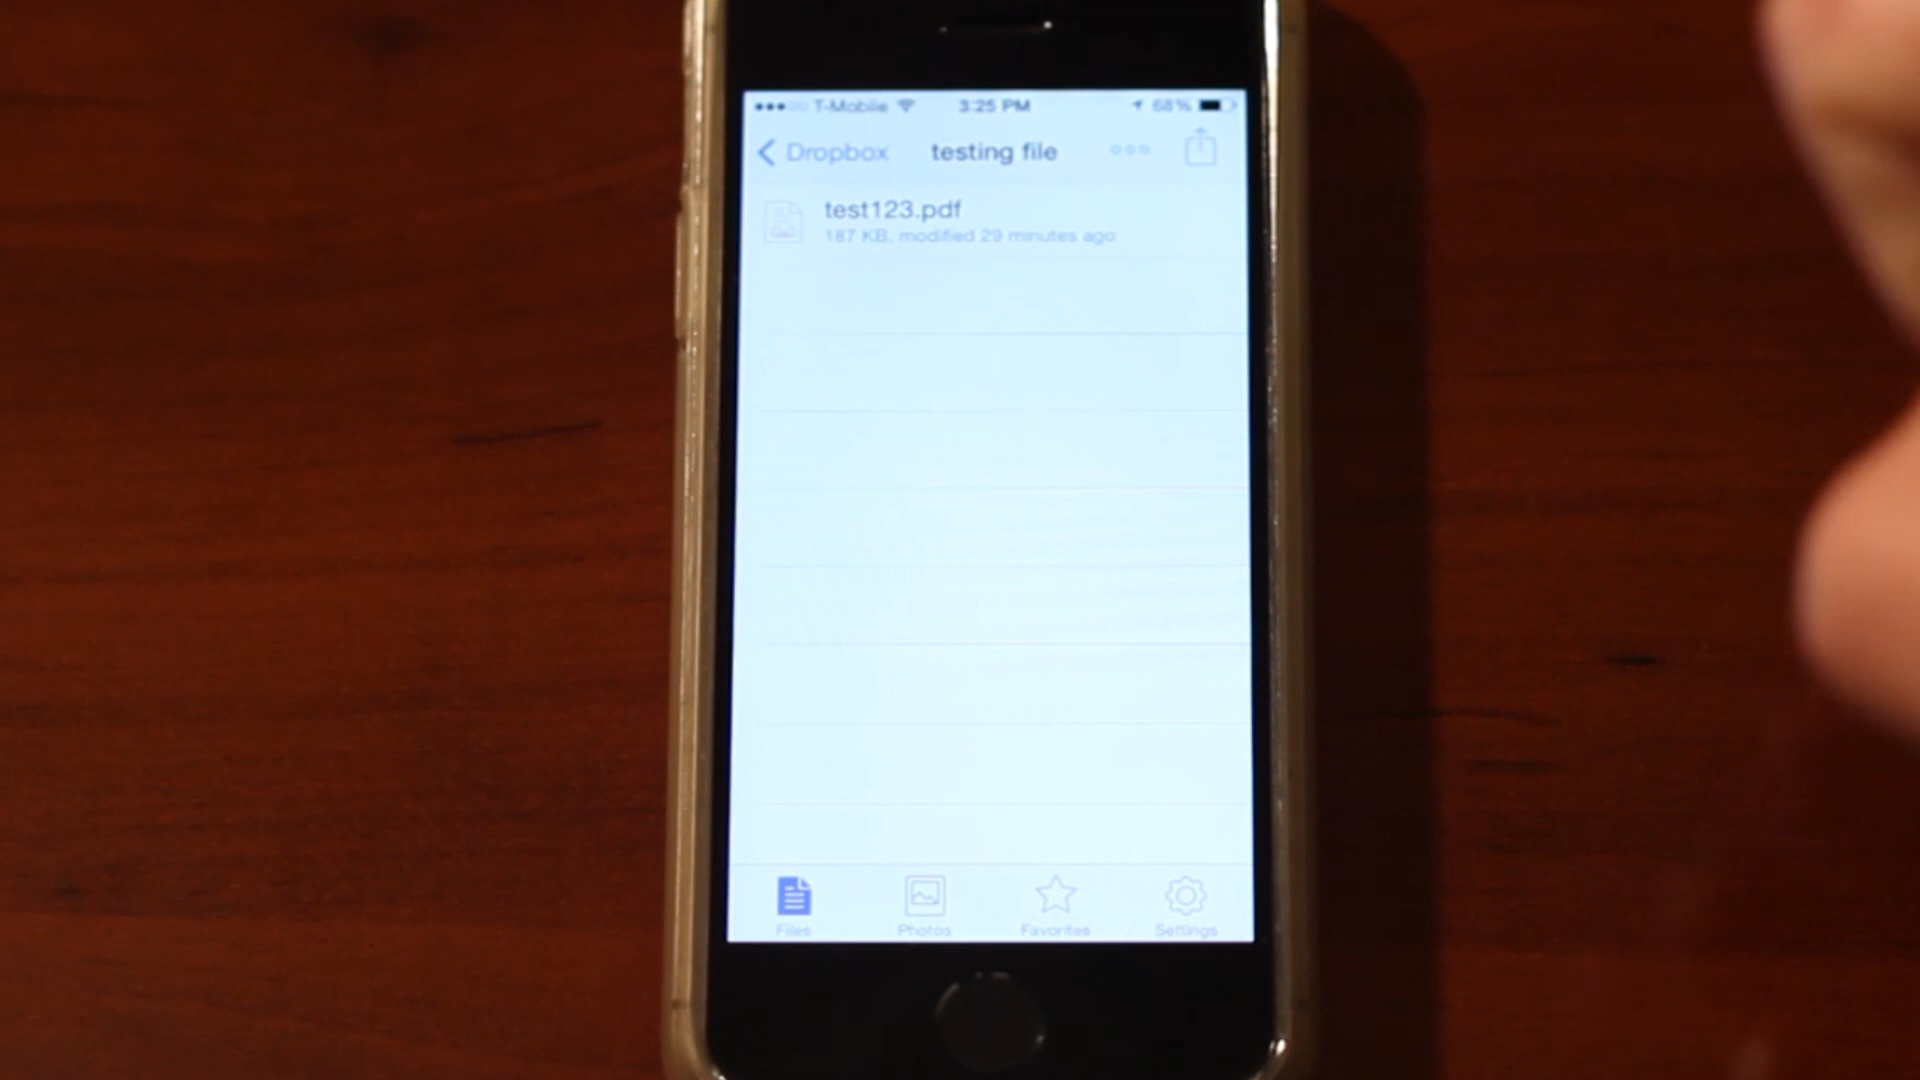 T-Mobile 3:25 PM 68%
Dropbox testing file
test123.pdf
187 KB, modified 29 minutes ago
Files Photos Favorites Settings